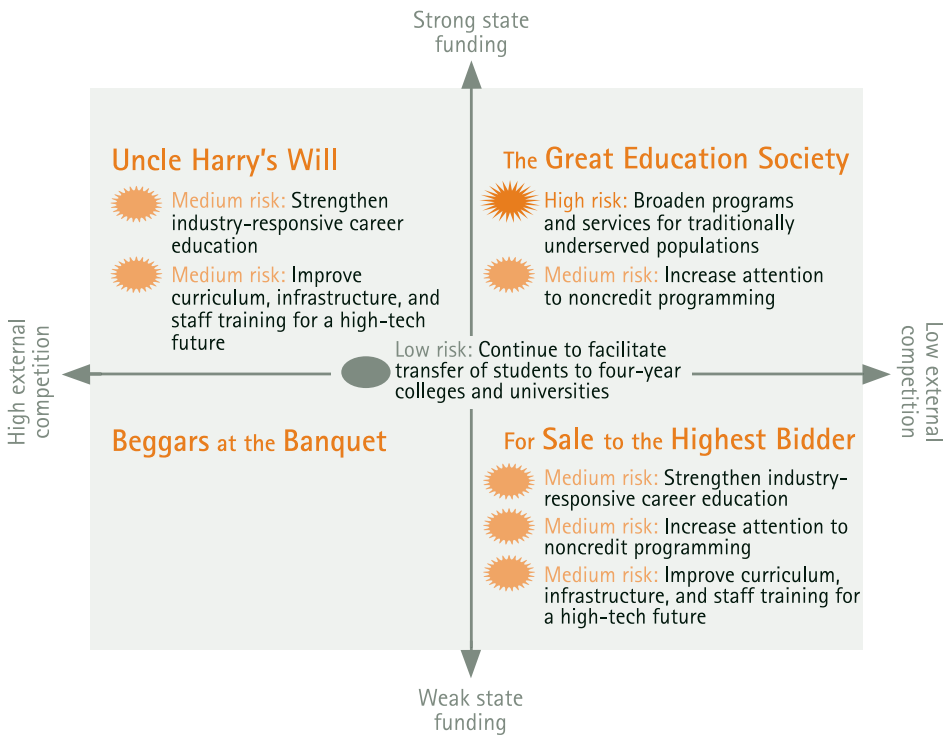 Strong state
funding
Uncle Harry's Will
Medium risk: Strengthen
industry-responsive career
education
Medium risk: Improve
curriculum, infrastructure, and
staff training for a high-tech
future
The Great Education Society
High risk: Broaden programs
and services for traditionally
underserved populations
Medium risk: Increase attention
to noncredit programming
High external
competition
Low risk: Continue to facilitate
transfer of students to four-year
colleges and universities
Low external
competition
Beggars at the Banquet
For Sale to the Highest Bidder
Medium risk: Strengthen industry-
responsive career education
Medium risk: Increase attention to
noncredit programming
Medium risk: Improve curriculum,
infrastructure, and staff training for
a high-tech future
Weak state
funding